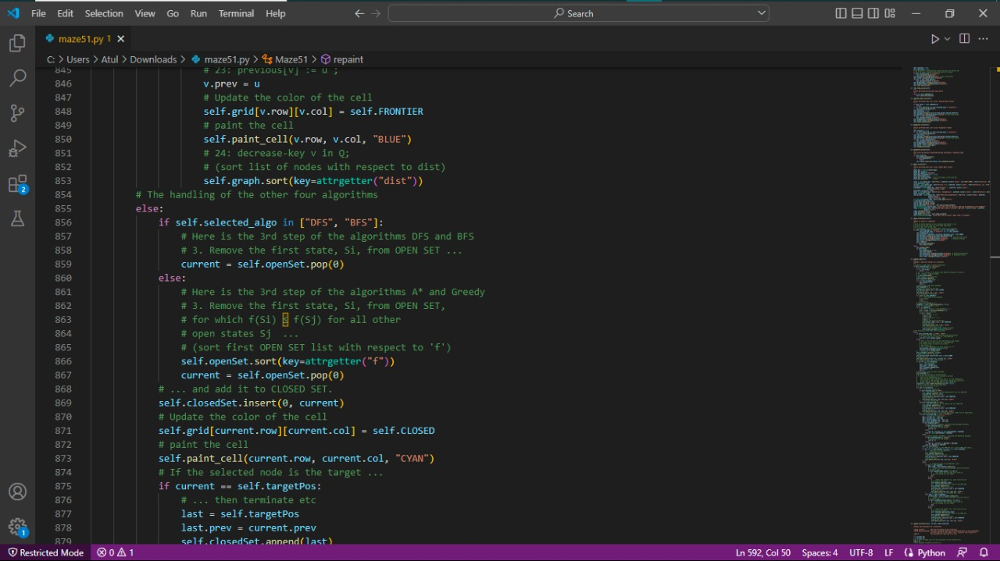 File Edit Selection View Go Run Terminal Help Search
maze51.py 1
C: > Users > Atul > Downloads > maze51.py > Maze51 > repaint
845 # 23: previous[v] := u ;
846 v.prev = u
847 # Update the color of the cell
848 self.grid[v.row][v.col] = self.FRONTIER
849 # paint the cell
850 self.paint_cell(v.row, v.col, "BLUE")
851 # 24: decrease-key v in Q;
852 # (sort list of nodes with respect to dist)
853 self.graph.sort(key=attrgetter("dist"))
854 # The handling of the other four algorithms
855 else:
856 if self.selected_algo in ["DFS", "BFS"]:
857 # Here is the 3rd step of the algorithms DFS and BFS
858 # 3. Remove the first state, Si, from OPEN SET ...
859 current = self.openSet.pop(0)
860 else:
861 # Here is the 3rd step of the algorithms A* and Greedy
862 # 3. Remove the first state, Si, from OPEN SET,
863 # for which f(Si) ≤ f(Sj) for all other
864 # open states Sj ...
865 # (sort first OPEN SET list with respect to 'f')
866 self.openSet.sort(key=attrgetter("f"))
867 current = self.openSet.pop(0)
868 # ... and add it to CLOSED SET.
869 self.closedSet.insert(0, current)
870 # Update the color of the cell
871 self.grid[current.row][current.col] = self.CLOSED
872 # paint the cell
873 self.paint_cell(current.row, current.col, "CYAN")
874 # If the selected node is the target ...
875 if current == self.targetPos:
876 # ... then terminate etc
877 last = self.targetPos
878 last.prev = current.prev
879 self.closedSet.append(last)
2
1
Restricted Mode 0 1 Ln 592, Col 50 Spaces: 4 UTF-8 LF Python